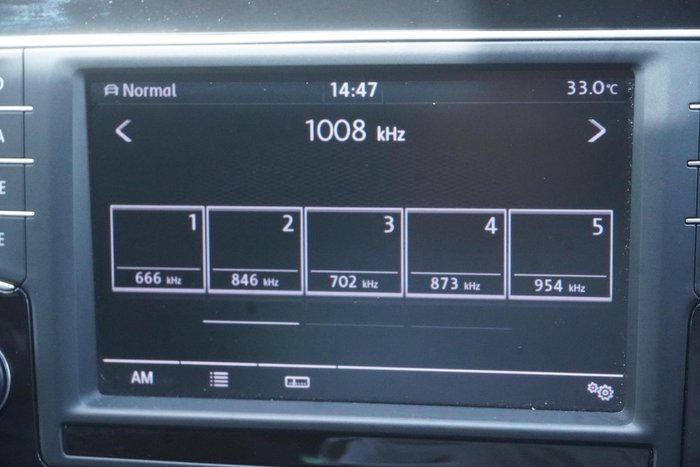 Normal 14:47 33.0°C
1008 kHz
1 2 3 4 5
666 kHz 846 kHz 702 kHz 873 kHz 954 kHz
AM